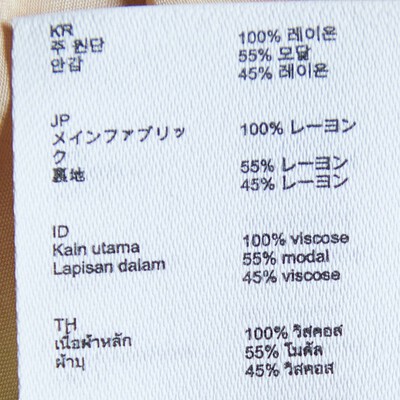 KR
주 원단 100% 레이온
안감 55% 모달
45% 레이온
JP
メインファブリッ 100% レーヨン
ク
裏地 55% レーヨン
45% レーヨン
ID
Kain utama 100% viscose
Lapisan dalam 55% modal
45% viscose
TH
เนื้อผ้าหลัก 100% วิสคอส
ผ้าบุ 55% โมดัล
45% วิสคอส